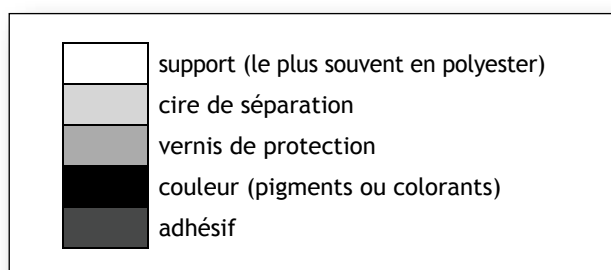 support (le plus souvent en polyester)
cire de séparation
vernis de protection
couleur (pigments ou colorants)
adhésif